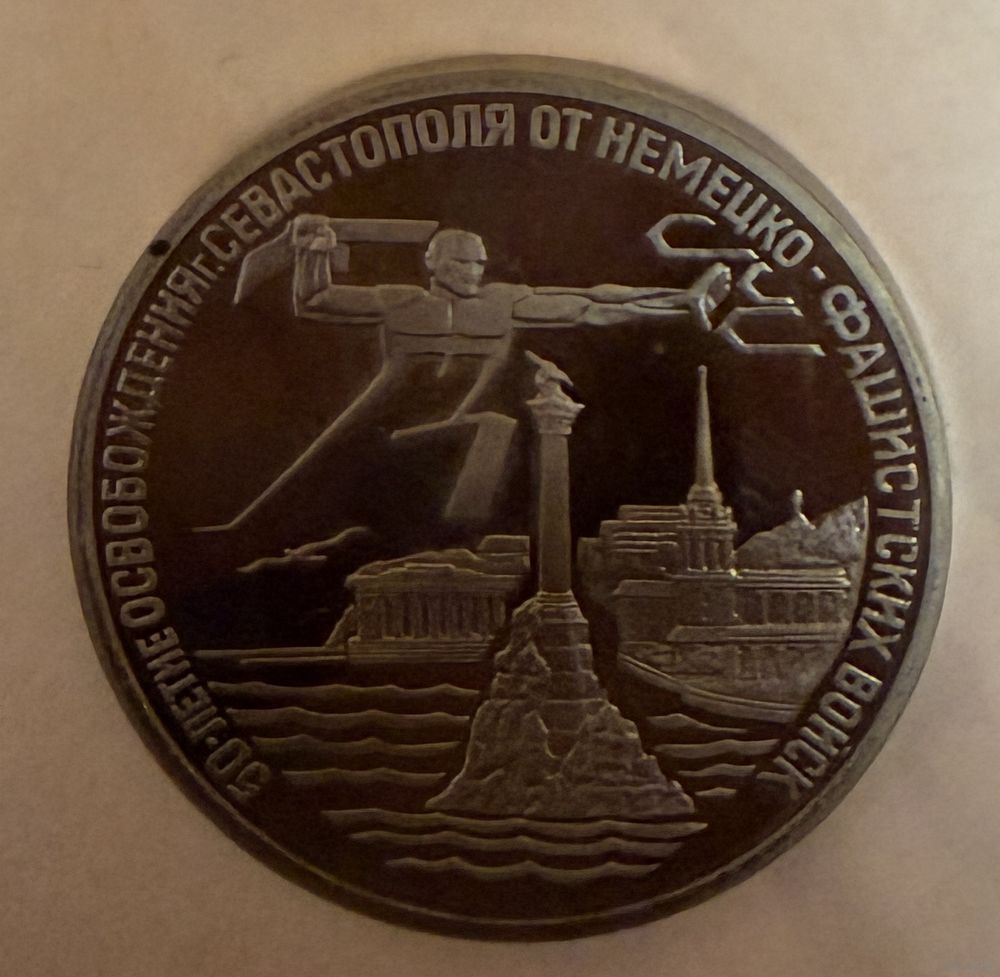 50-ЛЕТИЕ ОСВОБОЖДЕНИЯ г. СЕВАСТОПОЛЯ ОТ НЕМЕЦКО-ФАШИСТСКИХ ВОЙСК